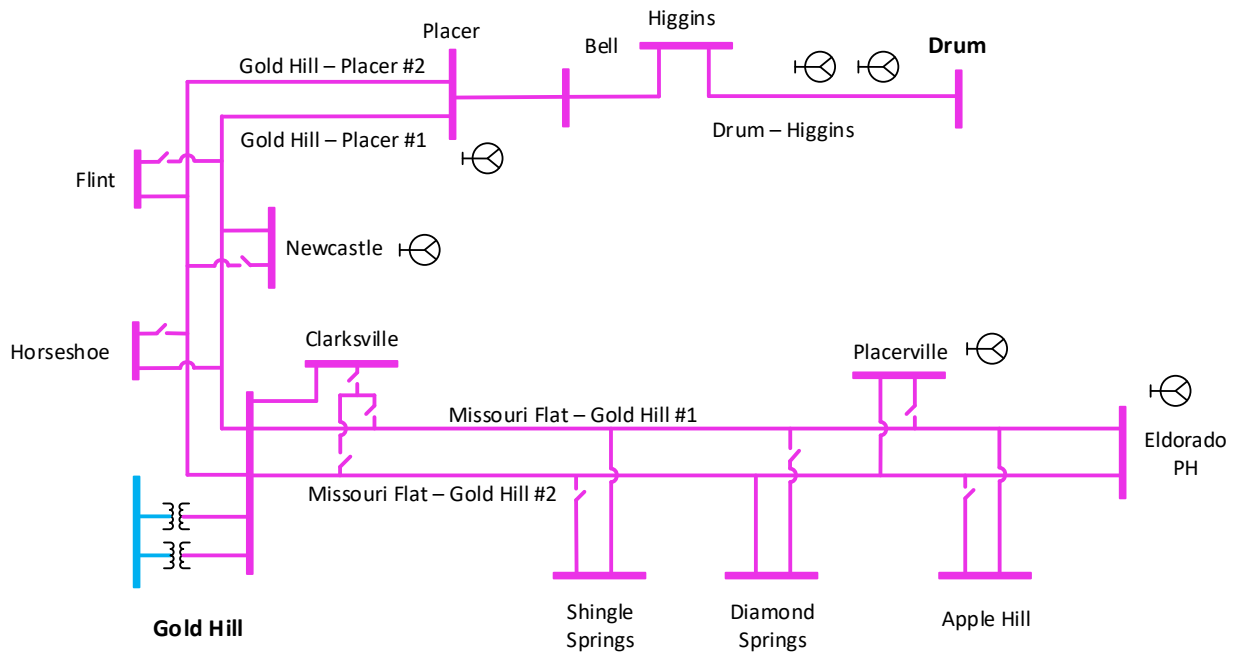 Higgins
Placer
Bell
Drum
Gold Hill – Placer #2
Gold Hill – Placer #1
Drum – Higgins
Flint
Newcastle
Horseshoe
Clarksville
Placerville
Missouri Flat – Gold Hill #1
Eldorado
PH
Missouri Flat – Gold Hill #2
Gold Hill
Shingle
Springs
Diamond
Springs
Apple Hill